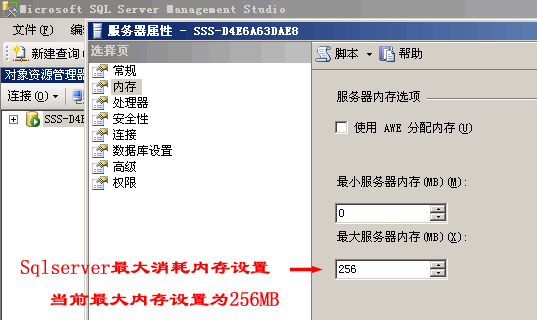 Microsoft SQL Server Management Studio
文件(F)
服务器属性 - SSS-D4E6A63DAE8
选择页
新建查询
脚本
帮助
对象资源管理器
常规
内存
处理器
安全性
连接
数据库设置
高级
权限
连接(O)
SSS-D4E
服务器内存选项
使用 AWE 分配内存(U)
最小服务器内存(MB)(M):
0
最大服务器内存(MB)(X):
256
Sqlserver最大消耗内存设置
当前最大内存设置为256MB